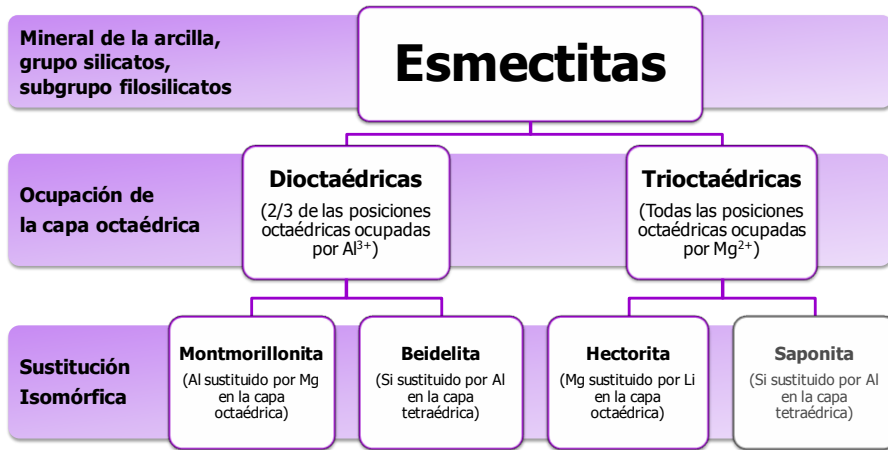 Mineral de la arcilla,
grupo silicatos,
subgrupo filosilicatos
Esmectitas
Ocupación de
la capa octaédrica
Dioctaédricas
(2/3 de las posiciones
octaédricas ocupadas
por Al³⁺)
Trioctaédricas
(Todas las posiciones
octaédricas ocupadas
por Mg²⁺)
Sustitución
Isomórfica
Montmorillonita
(Al sustituido por Mg
en la capa
octaédrica)
Beidelita
(Si sustituido por Al
en la capa
tetraédrica)
Hectorita
(Mg sustituido por Li
en la capa
octaédrica)
Saponita
(Si sustituido por Al
en la capa
tetraédrica)